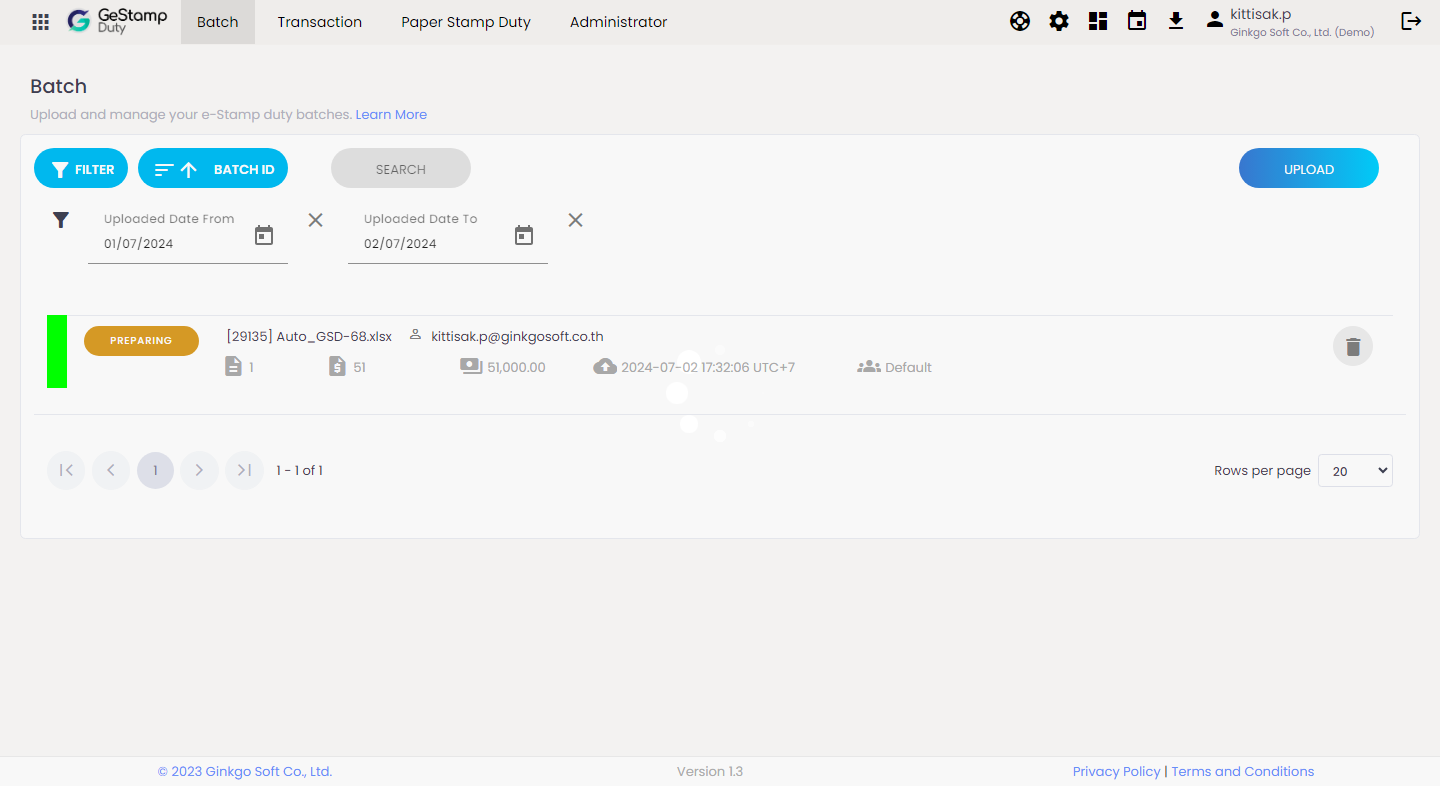 GeStamp
Duty
Batch
Transaction
Paper Stamp Duty
Administrator
kittisak.p
Ginkgo Soft Co., Ltd. (Demo)
Batch
Upload and manage your e-Stamp duty batches. Learn More
FILTER
BATCH ID
SEARCH
UPLOAD
Uploaded Date From
01/07/2024
Uploaded Date To
02/07/2024
PREPARING
[29135] Auto_GSD-68.xlsx
kittisak.p@ginkgosoft.co.th
1
51
51,000.00
2024-07-02 17:32:06 UTC+7
Default
1
1 - 1 of 1
Rows per page
20
© 2023 Ginkgo Soft Co., Ltd.
Version 1.3
Privacy Policy | Terms and Conditions